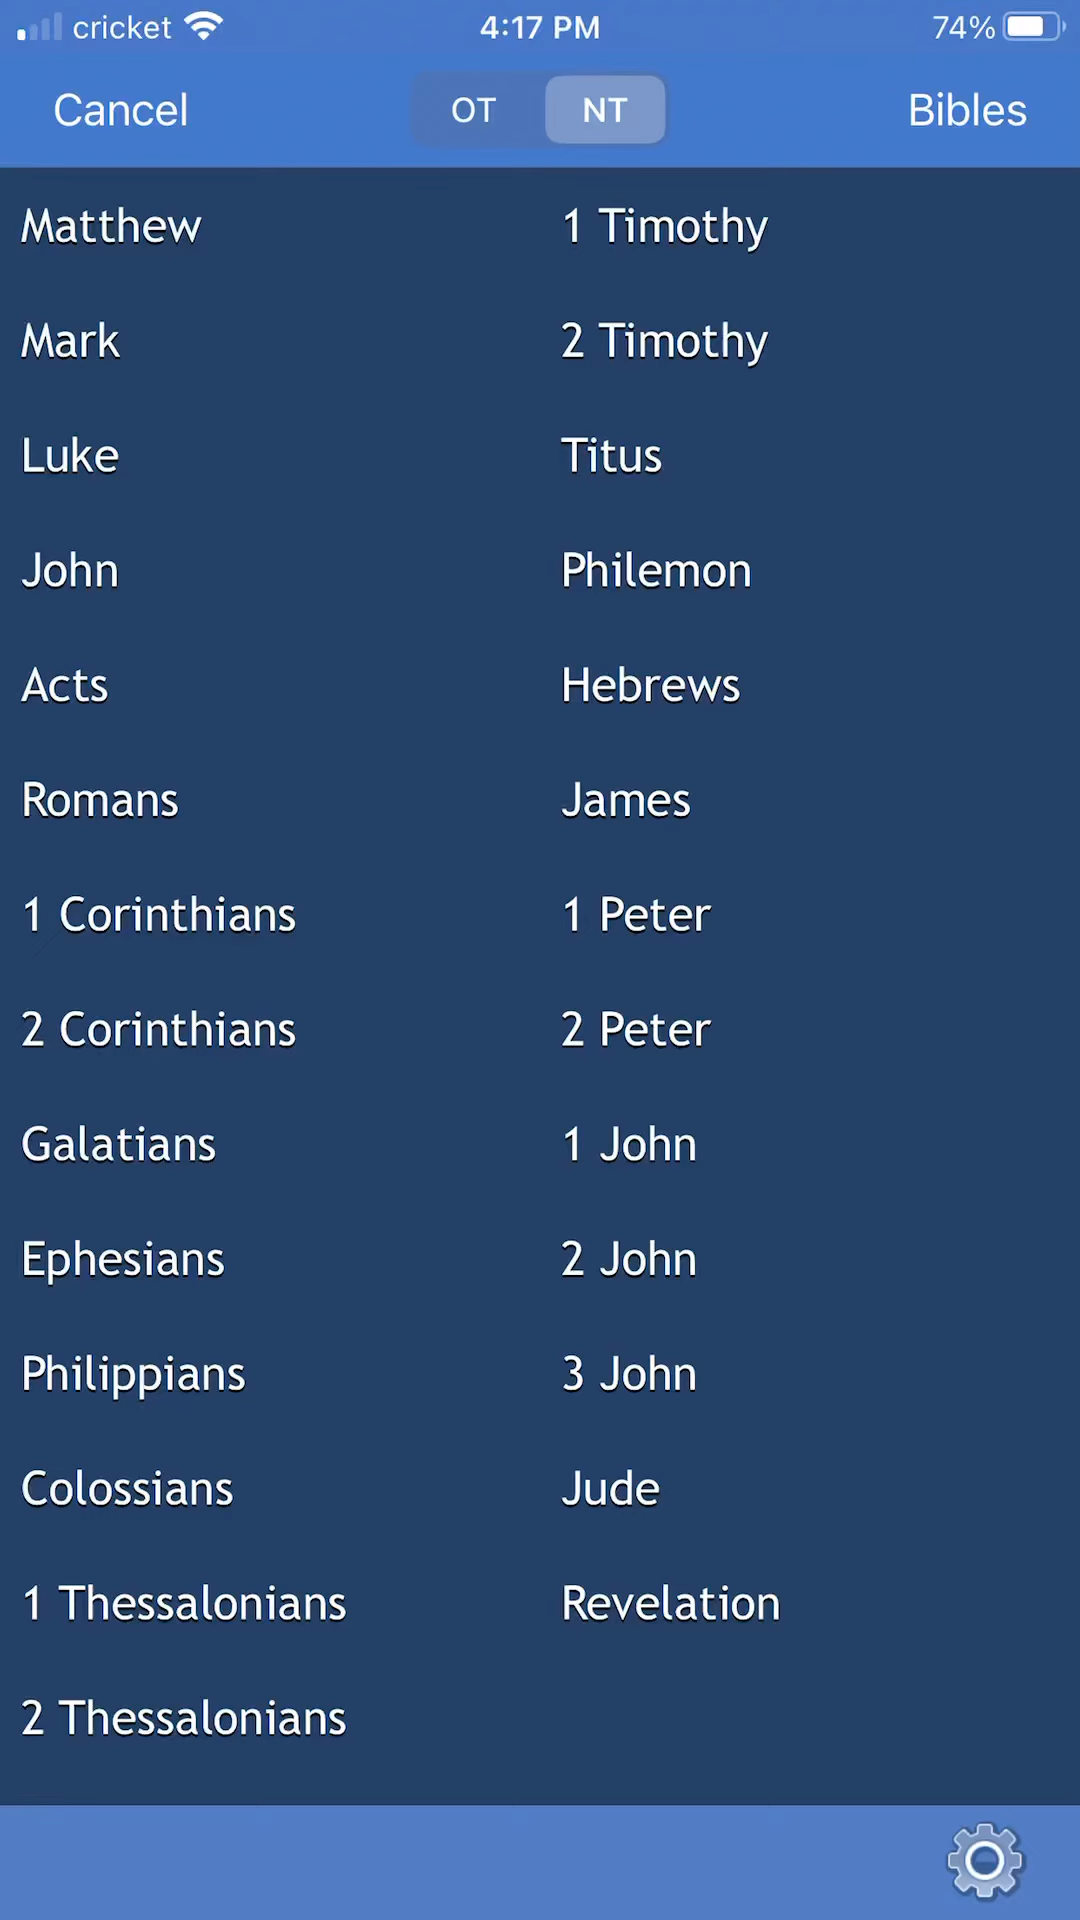 cricket 4:17 PM 74%
Cancel OT NT Bibles
Matthew
Mark
Luke
John
Acts
Romans
1 Corinthians
2 Corinthians
Galatians
Ephesians
Philippians
Colossians
1 Thessalonians
2 Thessalonians
1 Timothy
2 Timothy
Titus
Philemon
Hebrews
James
1 Peter
2 Peter
1 John
2 John
3 John
Jude
Revelation